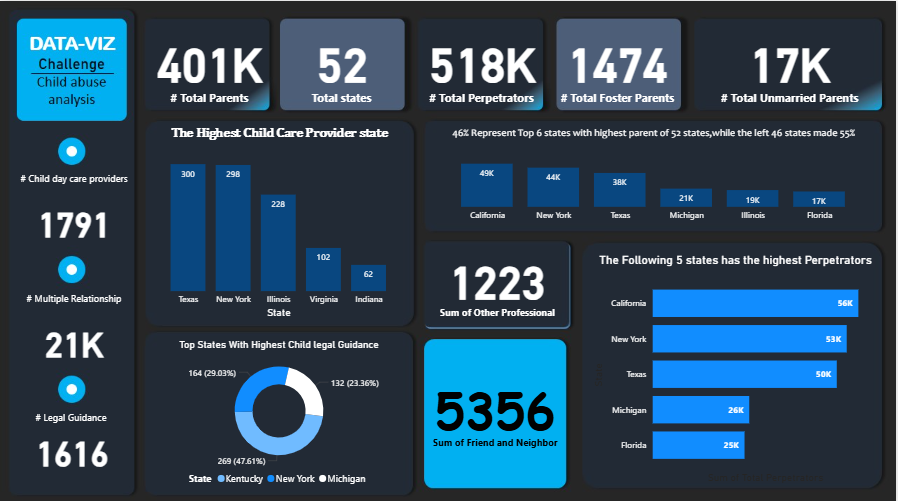 DATA-VIZ
Challenge
Child abuse
analysis
401K
# Total Parents
52
Total states
518K
# Total Perpetrators
1474
# Total Foster Parents
17K
# Total Unmarried Parents
# Child day care providers
1791
# Multiple Relationship
21K
# Legal Guidance
1616
The Highest Child Care Provider state
300
298
228
102
62
Texas
New York
Illinois
Virginia
Indiana
State
46% Represent Top 6 states with highest parent of 52 states,while the left 46 states made 55%
49K
44K
38K
21K
19K
17K
California
New York
Texas
Michigan
Illinois
Florida
Top States With Highest Child legal Guidance
164 (29.03%)
132 (23.36%)
269 (47.61%)
State Kentucky New York Michigan
1223
Sum of Other Professional
5356
Sum of Friend and Neighbor
The Following 5 states has the highest Perpetrators
California 56K
New York 53K
Texas 50K
Michigan 26K
Florida 25K